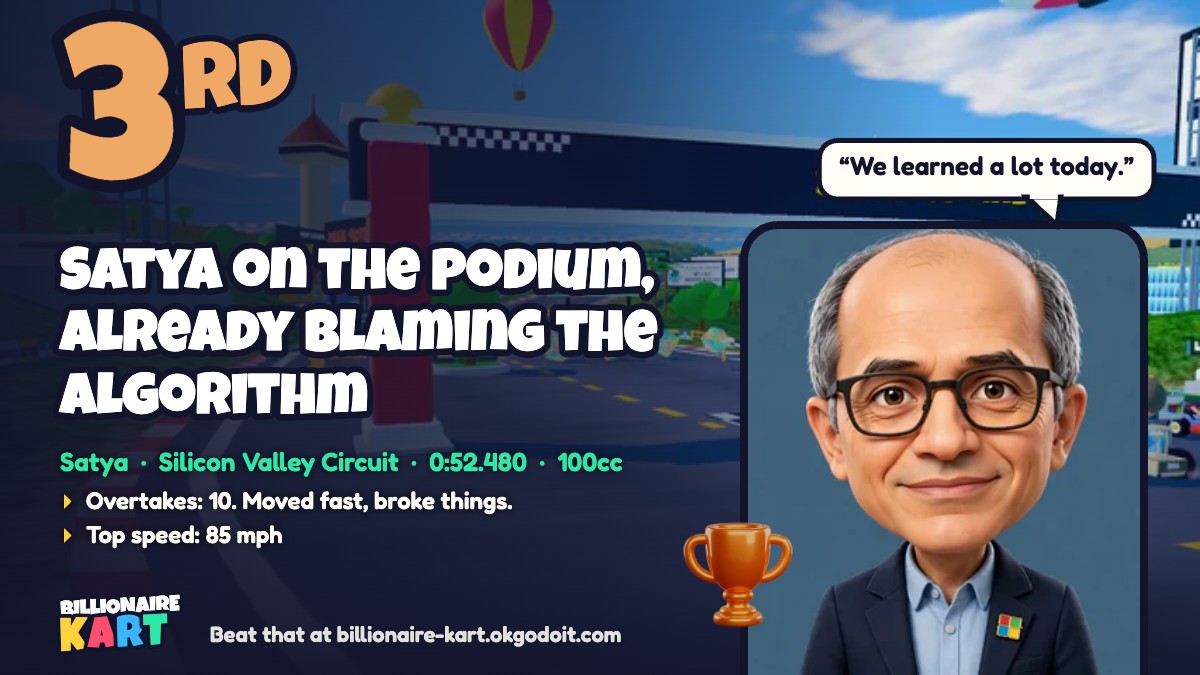 3RD
"We learned a lot today."
SATYA ON THE PODIUM,
ALREADY BLAMING THE
ALGORITHM
Satya · Silicon Valley Circuit · 0:52.480 · 100cc
Overtakes: 10. Moved fast, broke things.
Top speed: 85 mph
BILLIONAIRE
KART
Beat that at billionaire-kart.okgodoit.com